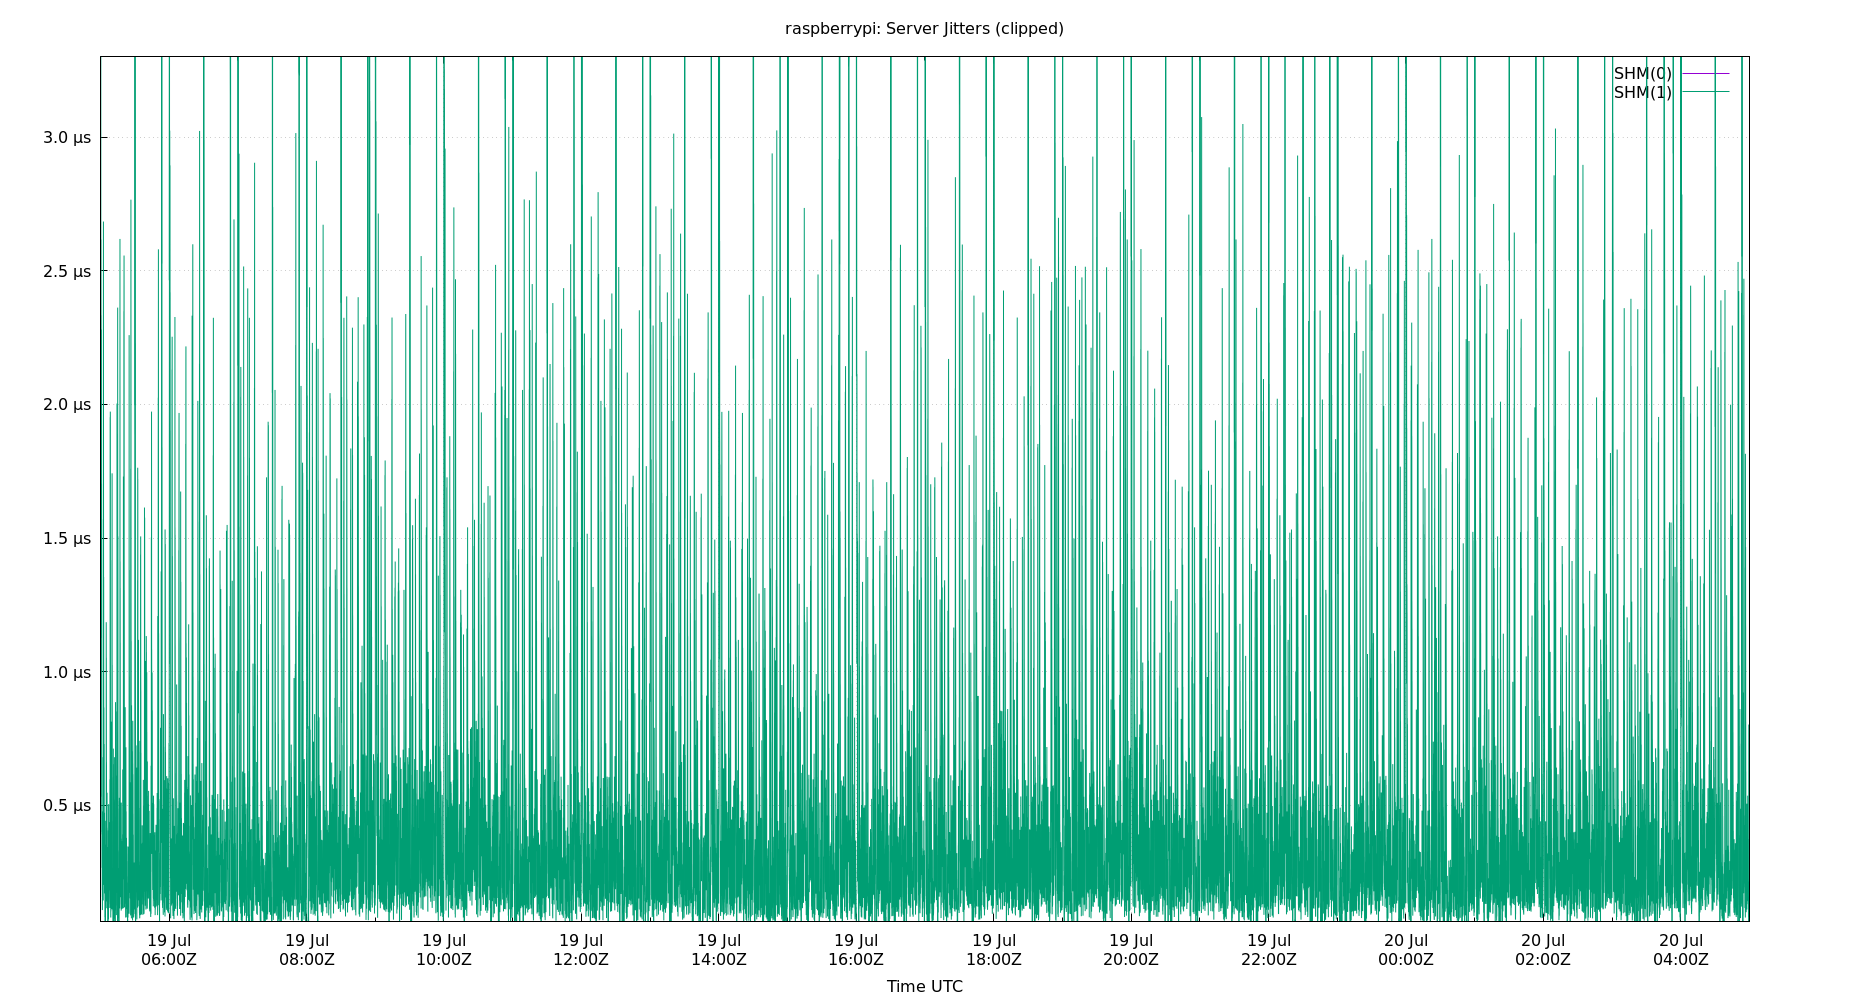 raspberrypi: Server Jitters (clipped)
SHM(0)
SHM(1)
3.0 µs
2.5 µs
2.0 µs
1.5 µs
1.0 µs
0.5 µs
19 Jul 19 Jul 19 Jul 19 Jul 19 Jul 19 Jul 19 Jul 19 Jul 19 Jul 20 Jul 20 Jul 20 Jul
06:00Z 08:00Z 10:00Z 12:00Z 14:00Z 16:00Z 18:00Z 20:00Z 22:00Z 00:00Z 02:00Z 04:00Z
Time UTC